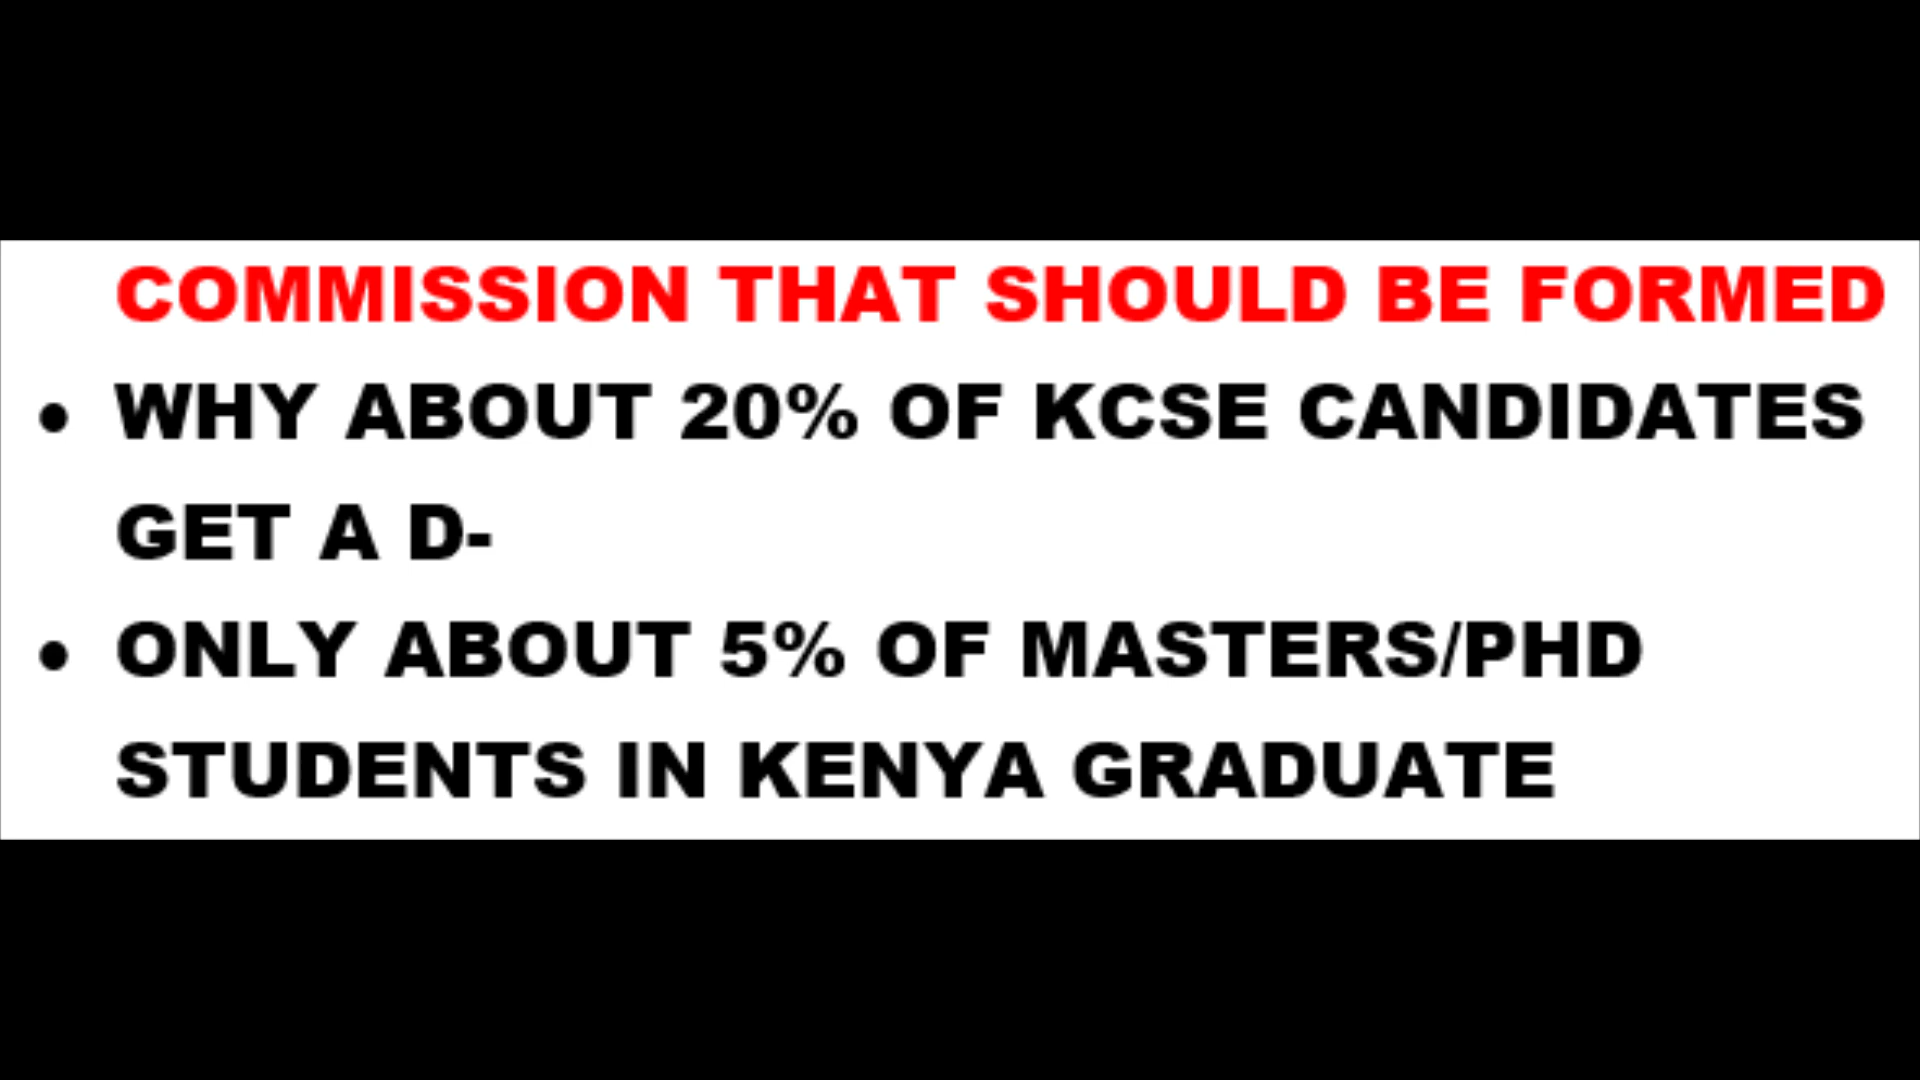 COMMISSION THAT SHOULD BE FORMED
• WHY ABOUT 20% OF KCSE CANDIDATES
GET A D-
• ONLY ABOUT 5% OF MASTERS/PHD
STUDENTS IN KENYA GRADUATE